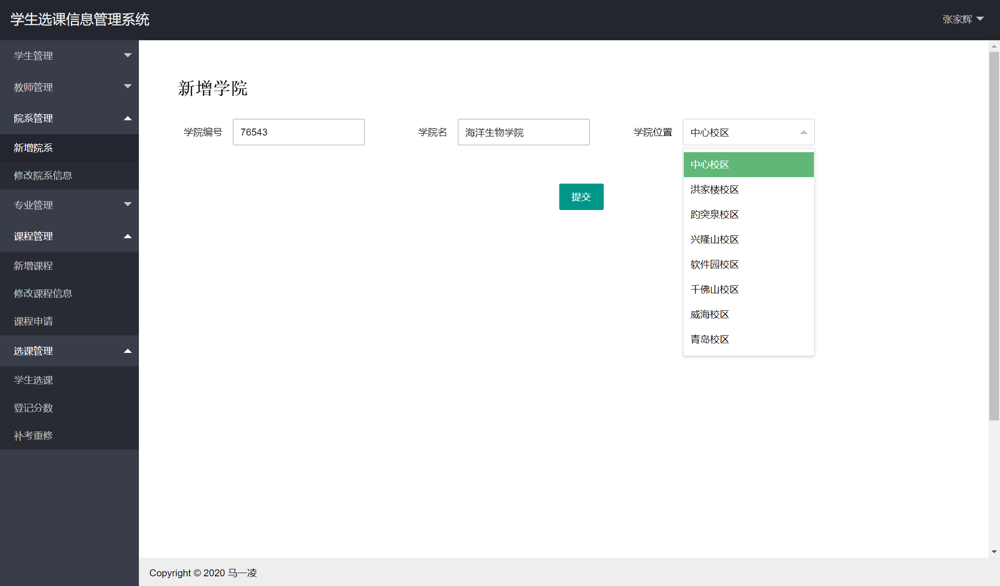 学生选课信息管理系统
张家辉
学生管理
教师管理
院系管理
新增院系
修改院系信息
专业管理
课程管理
新增课程
修改课程信息
课程申请
选课管理
学生选课
登记分数
补考重修
新增学院
学院编号 76543 学院名 海洋生物学院 学院位置 中心校区
中心校区
洪家楼校区
趵突泉校区
兴隆山校区
软件园校区
千佛山校区
威海校区
青岛校区
提交
Copyright © 2020 马一凌